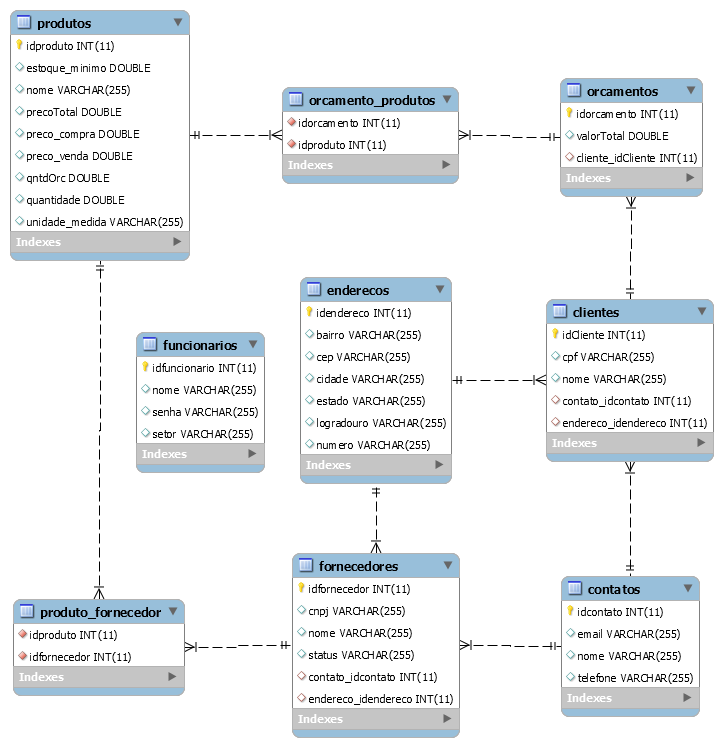 produtos
idproduto INT(11)
estoque_minimo DOUBLE
nome VARCHAR(255)
precoTotal DOUBLE
preco_compra DOUBLE
preco_venda DOUBLE
qntdOrc DOUBLE
quantidade DOUBLE
unidade_medida VARCHAR(255)
Indexes
orcamento_produtos
idorcamento INT(11)
idproduto INT(11)
Indexes
orcamentos
idorcamento INT(11)
valorTotal DOUBLE
cliente_idCliente INT(11)
Indexes
enderecos
idendereco INT(11)
bairro VARCHAR(255)
cep VARCHAR(255)
cidade VARCHAR(255)
estado VARCHAR(255)
logradouro VARCHAR(255)
numero VARCHAR(255)
Indexes
clientes
idCliente INT(11)
cpf VARCHAR(255)
nome VARCHAR(255)
contato_idcontato INT(11)
endereco_idendereco INT(11)
Indexes
funcionarios
idfuncionario INT(11)
nome VARCHAR(255)
senha VARCHAR(255)
setor VARCHAR(255)
Indexes
produto_fornecedor
idproduto INT(11)
idfornecedor INT(11)
Indexes
fornecedores
idfornecedor INT(11)
cnpj VARCHAR(255)
nome VARCHAR(255)
status VARCHAR(255)
contato_idcontato INT(11)
endereco_idendereco INT(11)
Indexes
contatos
idcontato INT(11)
email VARCHAR(255)
nome VARCHAR(255)
telefone VARCHAR(255)
Indexes